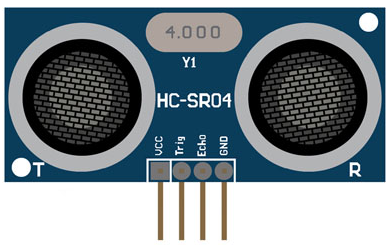 4.000
Y1
HC-SR04
VCC
Trig
Echo
GND
T
R